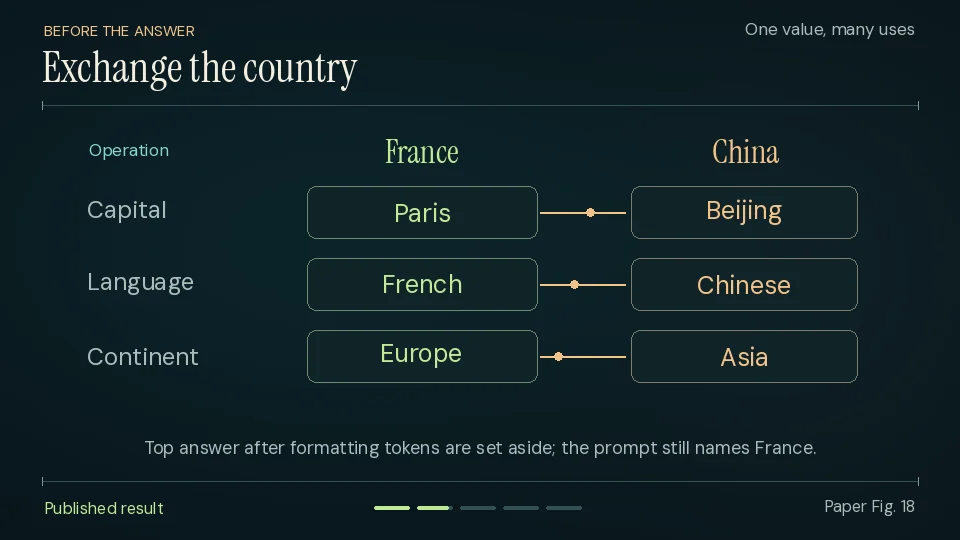 BEFORE THE ANSWER
One value, many uses
Exchange the country
Operation
France
China
Capital
Paris
Beijing
Language
French
Chinese
Continent
Europe
Asia
Top answer after formatting tokens are set aside; the prompt still names France.
Published result
Paper Fig. 18